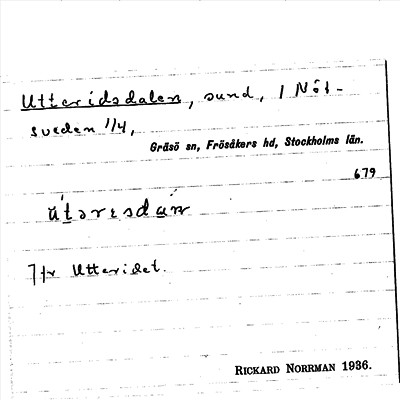 Utteridsdalen, sund, i Nöt-
sveden 1/4,
Gräsö sn, Frösåkers hd, Stockholms län.
679
Jfr Utteridet.
RICKARD NORRMAN 1936.